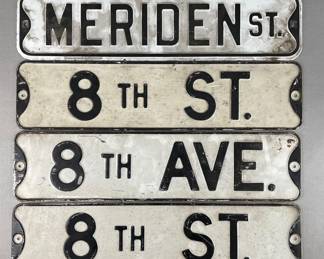 MERIDEN ST.
8 TH ST.
8 TH AVE.
8 TH ST.